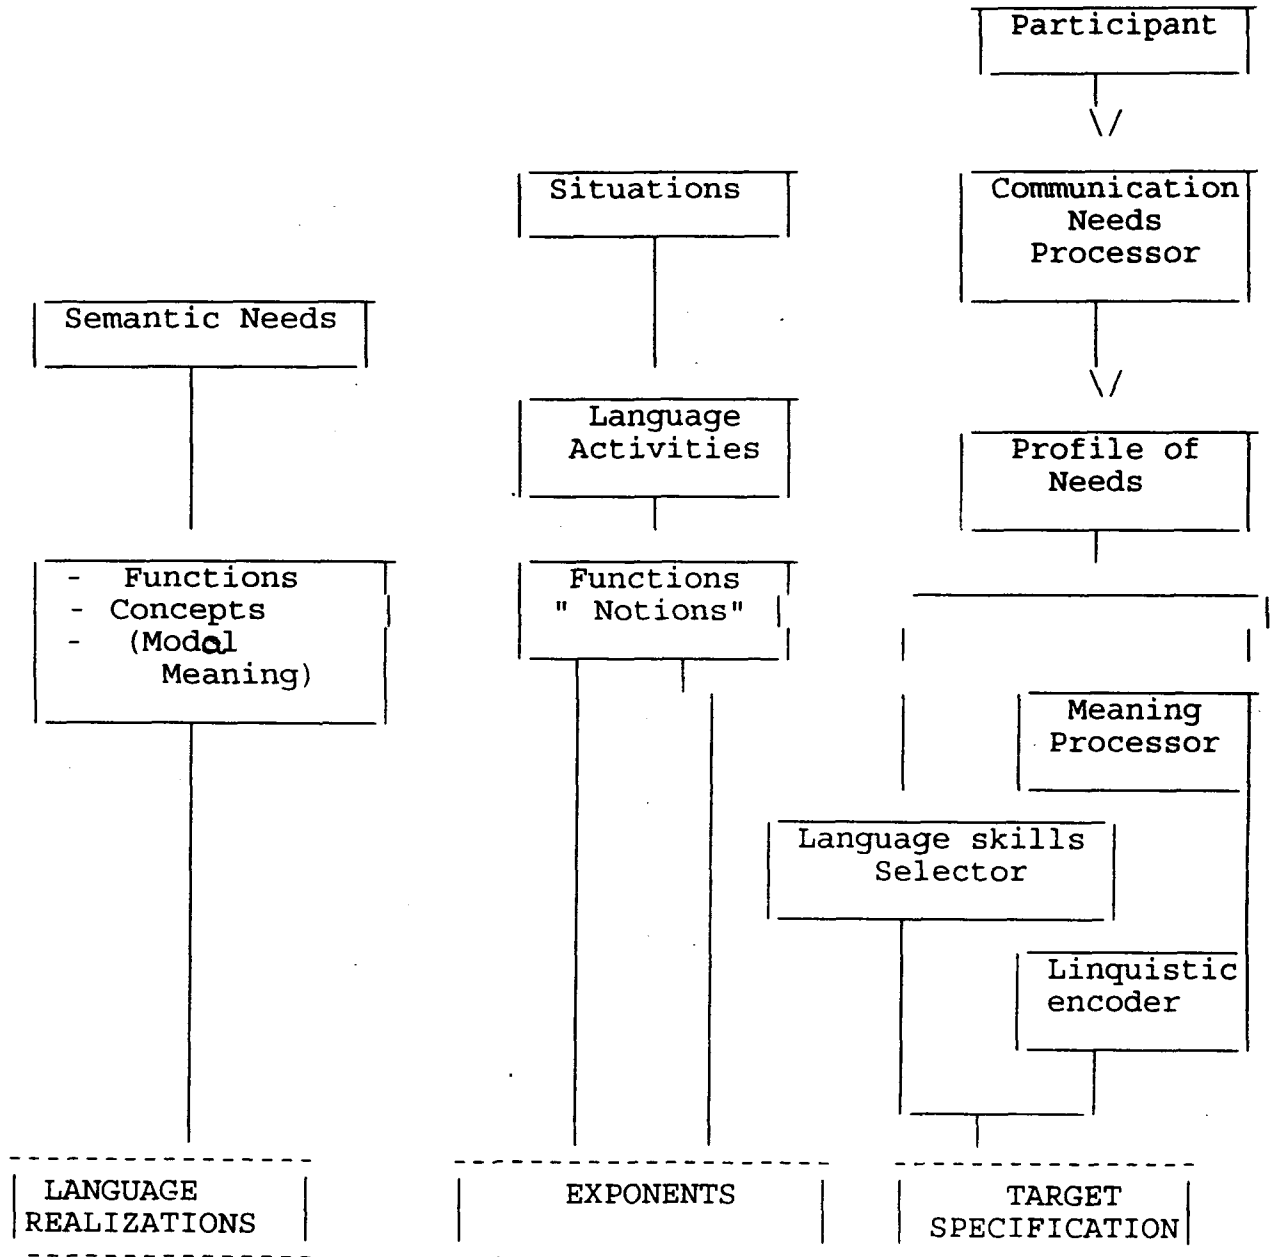 Participant
Situations
Communication
Needs
Processor
Semantic Needs
Language
Activities
Profile of
Needs
- Functions
- Concepts
- (Modal
Meaning)
Functions
" Notions"
Meaning
Processor
Language skills
Selector
Linquistic
encoder
LANGUAGE
REALIZATIONS
EXPONENTS
TARGET
SPECIFICATION